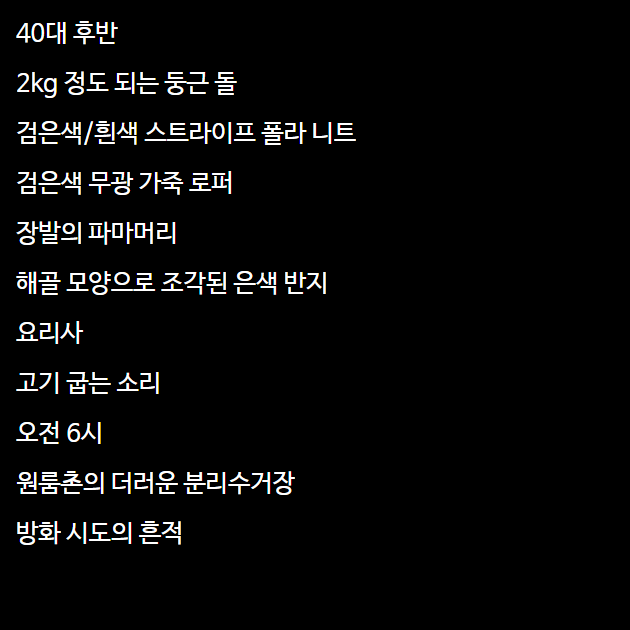 40대 후반
2kg 정도 되는 둥근 돌
검은색/흰색 스트라이프 폴라 니트
검은색 무광 가죽 로퍼
장발의 파마머리
해골 모양으로 조각된 은색 반지
요리사
고기 굽는 소리
오전 6시
원룸촌의 더러운 분리수거장
방화 시도의 흔적